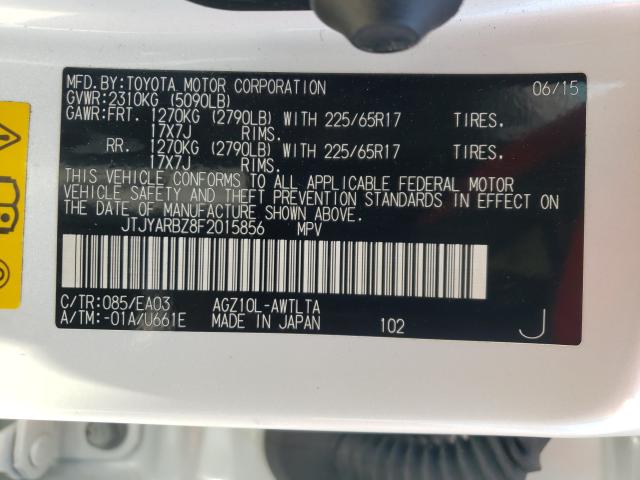 MFD.BY:TOYOTA MOTOR CORPORATION 06/15
GVWR:2310KG (5090LB)
GAWR:FRT. 1270KG (2790LB) WITH 225/65R17 TIRES.
17X7J RIMS.
RR. 1270KG (2790LB) WITH 225/65R17 TIRES.
17X7J RIMS.
THIS VEHICLE CONFORMS TO ALL APPLICABLE FEDERAL MOTOR
VEHICLE SAFETY AND THEFT PREVENTION STANDARDS IN EFFECT ON
THE DATE OF MANUFACTURE SHOWN ABOVE.
JTJYARBZ8F2015856 MPV
C/TR:085/EA03 AGZ10L-AWTLTA
A/TM:-01A/U661E MADE IN JAPAN 102 J